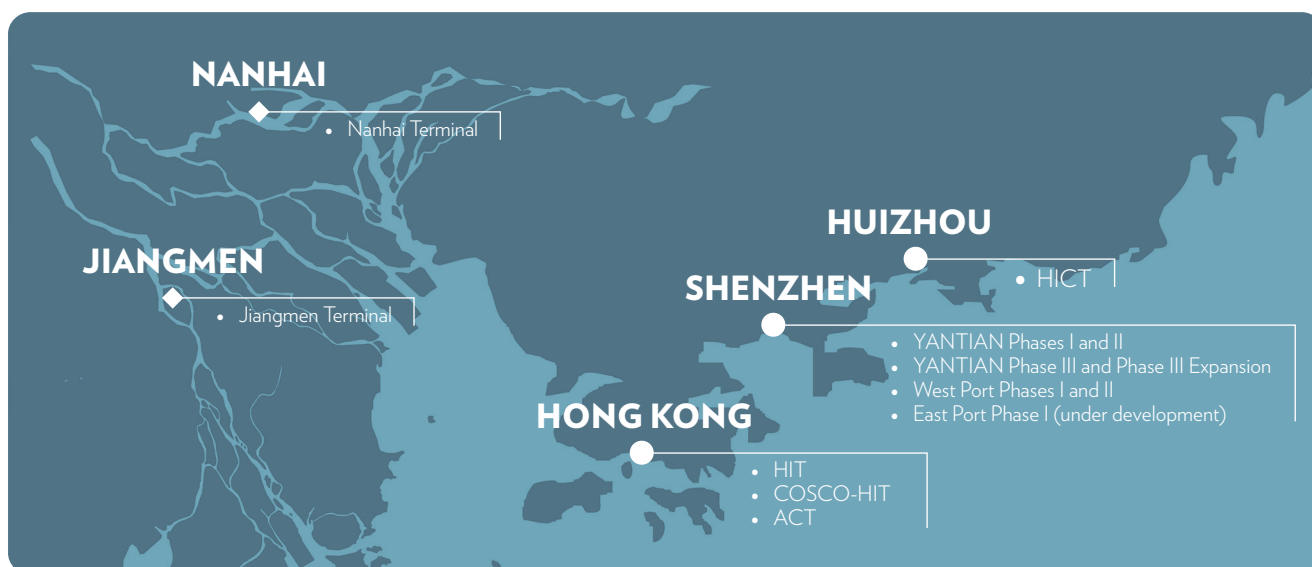 NANHAI
• Nanhai Terminal
JIANGMEN
• Jiangmen Terminal
HUIZHOU
• HICT
SHENZHEN
• YANTIAN Phases I and II
• YANTIAN Phase III and Phase III Expansion
• West Port Phases I and II
• East Port Phase I (under development)
HONG KONG
• HIT
• COSCO-HIT
• ACT